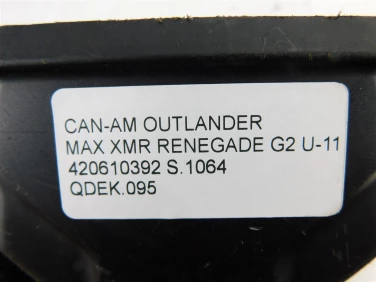 CAN-AM OUTLANDER
MAX XMR RENEGADE G2 U-11
420610392 S.1064
QDEK.095